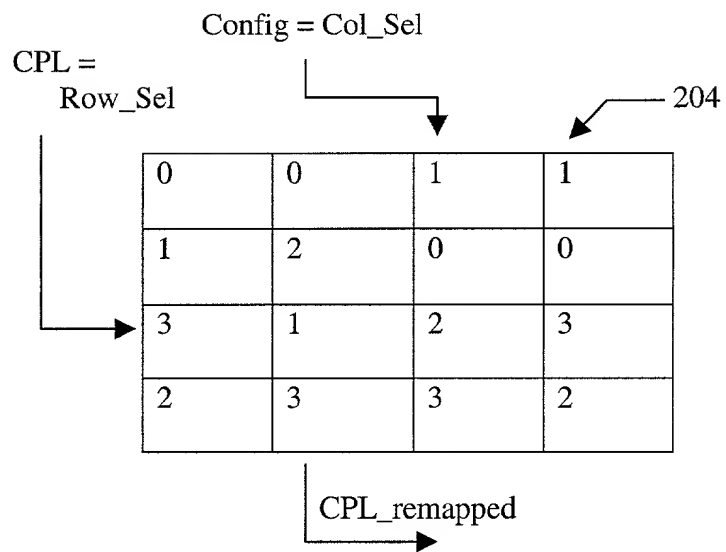 Config = Col_Sel
CPL =
Row_Sel
204
0 0 1 1
1 2 0 0
3 1 2 3
2 3 3 2
CPL_remapped